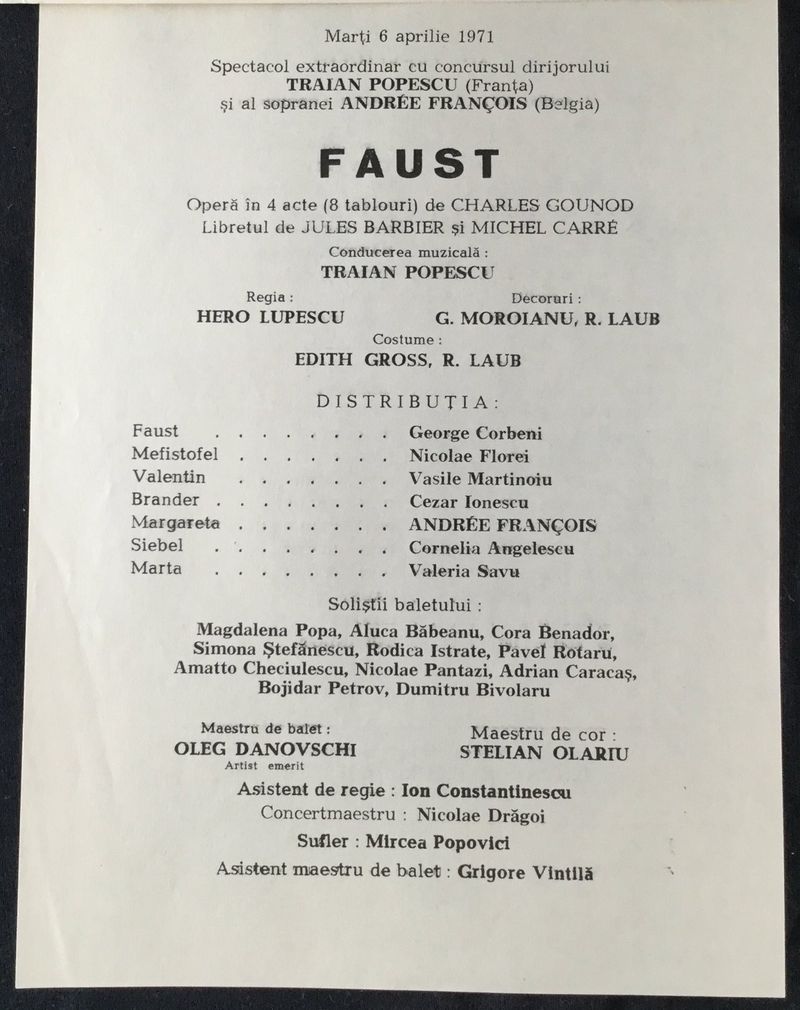 Marți 6 aprilie 1971
Spectacol extraordinar cu concursul dirijorului
TRAIAN POPESCU (Franța)
și al sopranei ANDRÉE FRANÇOIS (Belgia)
FAUST
Operă în 4 acte (8 tablouri) de CHARLES GOUNOD
Libretul de JULES BARBIER și MICHEL CARRÉ
Conducerea muzicală :
TRAIAN POPESCU
Regia :
HERO LUPESCU
Decoruri :
G. MOROIANU, R. LAUB
Costume :
EDITH GROSS, R. LAUB
DISTRIBUȚIA :
Faust . . . . . . . . George Corbeni
Mefistofel . . . . . . . Nicolae Florei
Valentin . . . . . . . Vasile Martinoiu
Brander . . . . . . . . Cezar Ionescu
Margareta . . . . . . . ANDRÉE FRANÇOIS
Siebel . . . . . . . . Cornelia Angelescu
Marta . . . . . . . . Valeria Savu
Soliștii baletului :
Magdalena Popa, Aluca Băbeanu, Cora Benador,
Simona Ștefănescu, Rodica Istrate, Pavel Rotaru,
Amatto Checiulescu, Nicolae Pantazi, Adrian Caracaș,
Bojidar Petrov, Dumitru Bivolaru
Maestru de balet :
OLEG DANOVSCHI
Artist emerit
Maestru de cor :
STELIAN OLARIU
Asistent de regie : Ion Constantinescu
Concertmaestru : Nicolae Drăgoi
Sufler : Mircea Popovici
Asistent maestru de balet : Grigore Vintilă